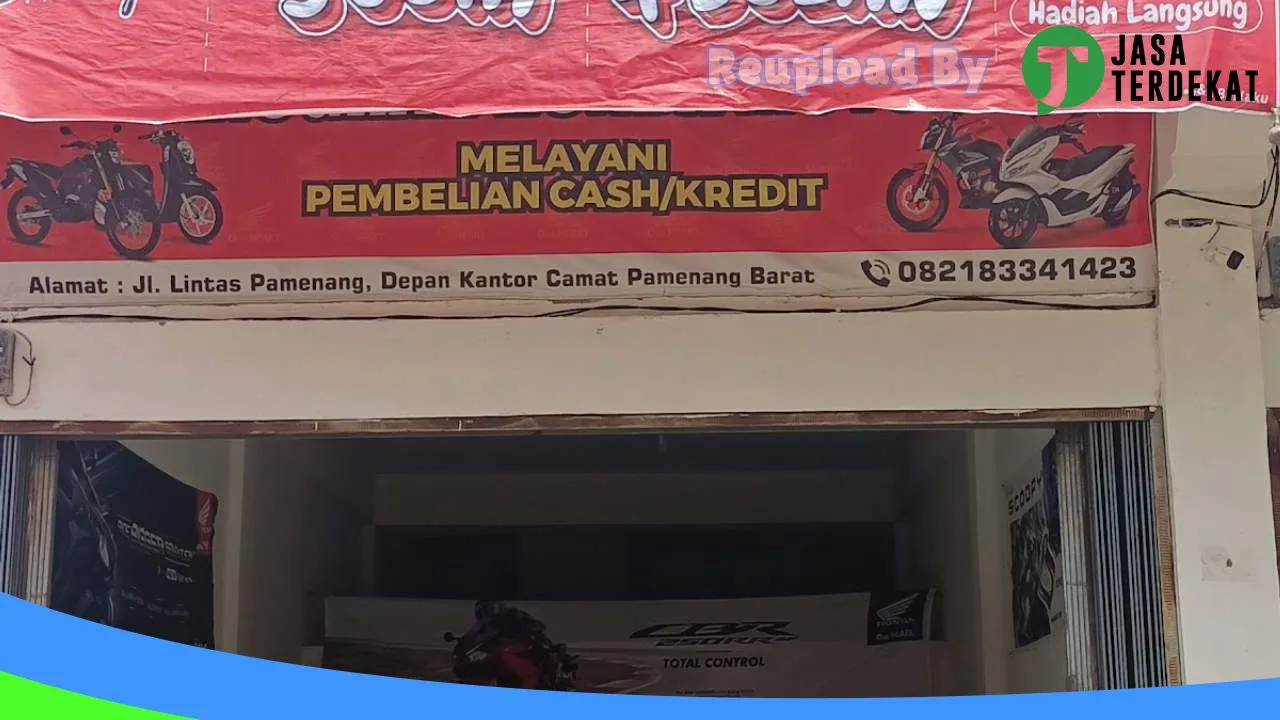 Hadiah Langsung
Reupload By
JASA
TERDEKAT
MELAYANI
PEMBELIAN CASH/KREDIT
Alamat : Jl. Lintas Pamenang, Depan Kantor Camat Pamenang Barat
082183341423
SCOOPY
CBR
250RR
HONDA
TOTAL CONTROL